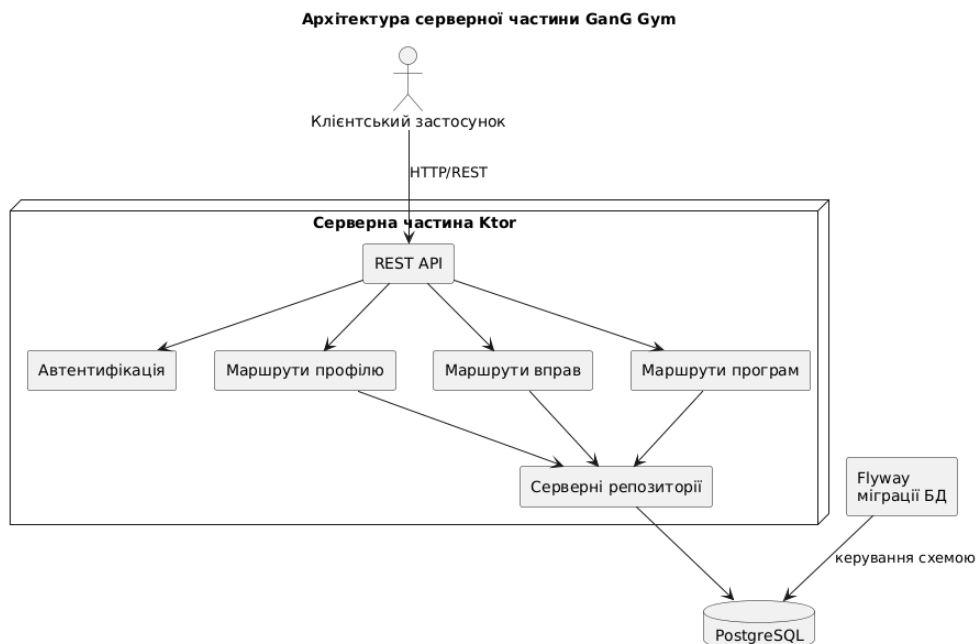 Архітектура серверної частини GanG Gym
Клієнтський застосунок
HTTP/REST
Серверна частина Ktor
REST API
Автентифікація
Маршрути профілю
Маршрути вправ
Маршрути програм
Серверні репозиторії
Flyway
міграції БД
керування схемою
PostgreSQL